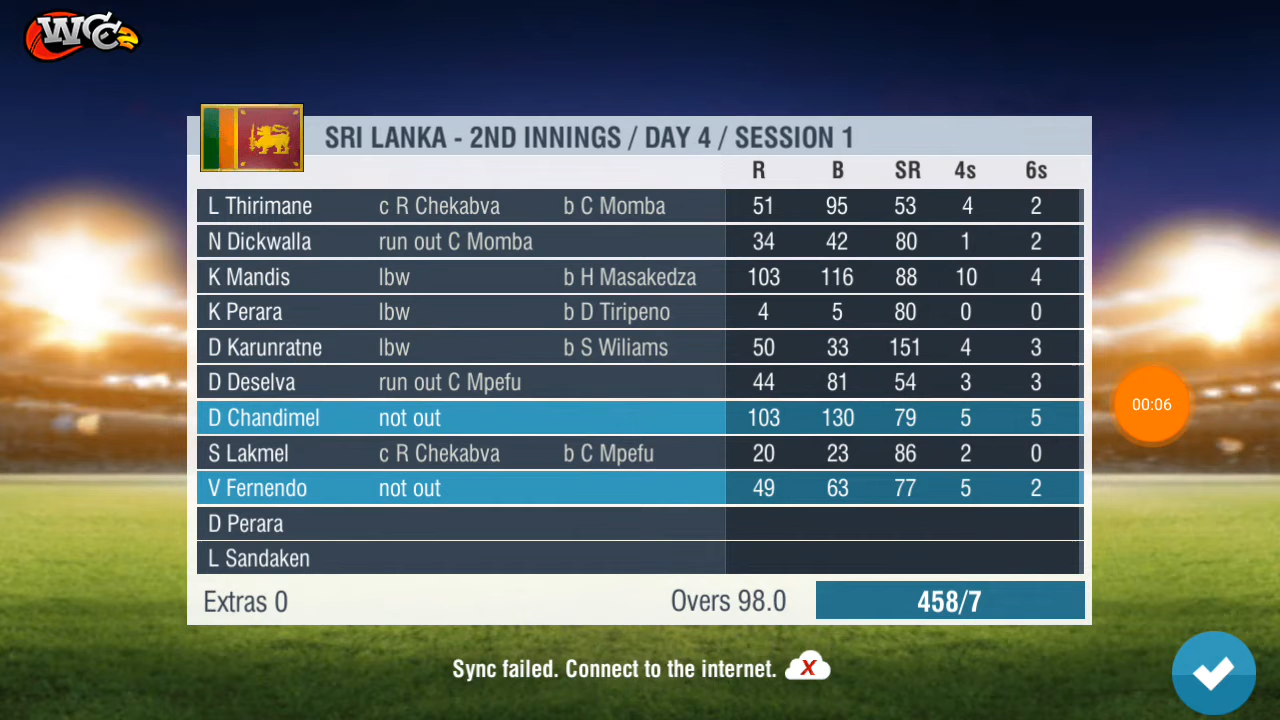 WCC
SRI LANKA - 2ND INNINGS / DAY 4 / SESSION 1
R B SR 4s 6s
L Thirimane c R Chekabva b C Momba 51 95 53 4 2
N Dickwalla run out C Momba 34 42 80 1 2
K Mandis lbw b H Masakedza 103 116 88 10 4
K Perara lbw b D Tiripeno 4 5 80 0 0
D Karunratne lbw b S Wiliams 50 33 151 4 3
D Deselva run out C Mpefu 44 81 54 3 3
D Chandimel not out 103 130 79 5 5
S Lakmel c R Chekabva b C Mpefu 20 23 86 2 0
V Fernendo not out 49 63 77 5 2
D Perara
L Sandaken
Extras 0 Overs 98.0 458/7
00:06
Sync failed. Connect to the internet. X